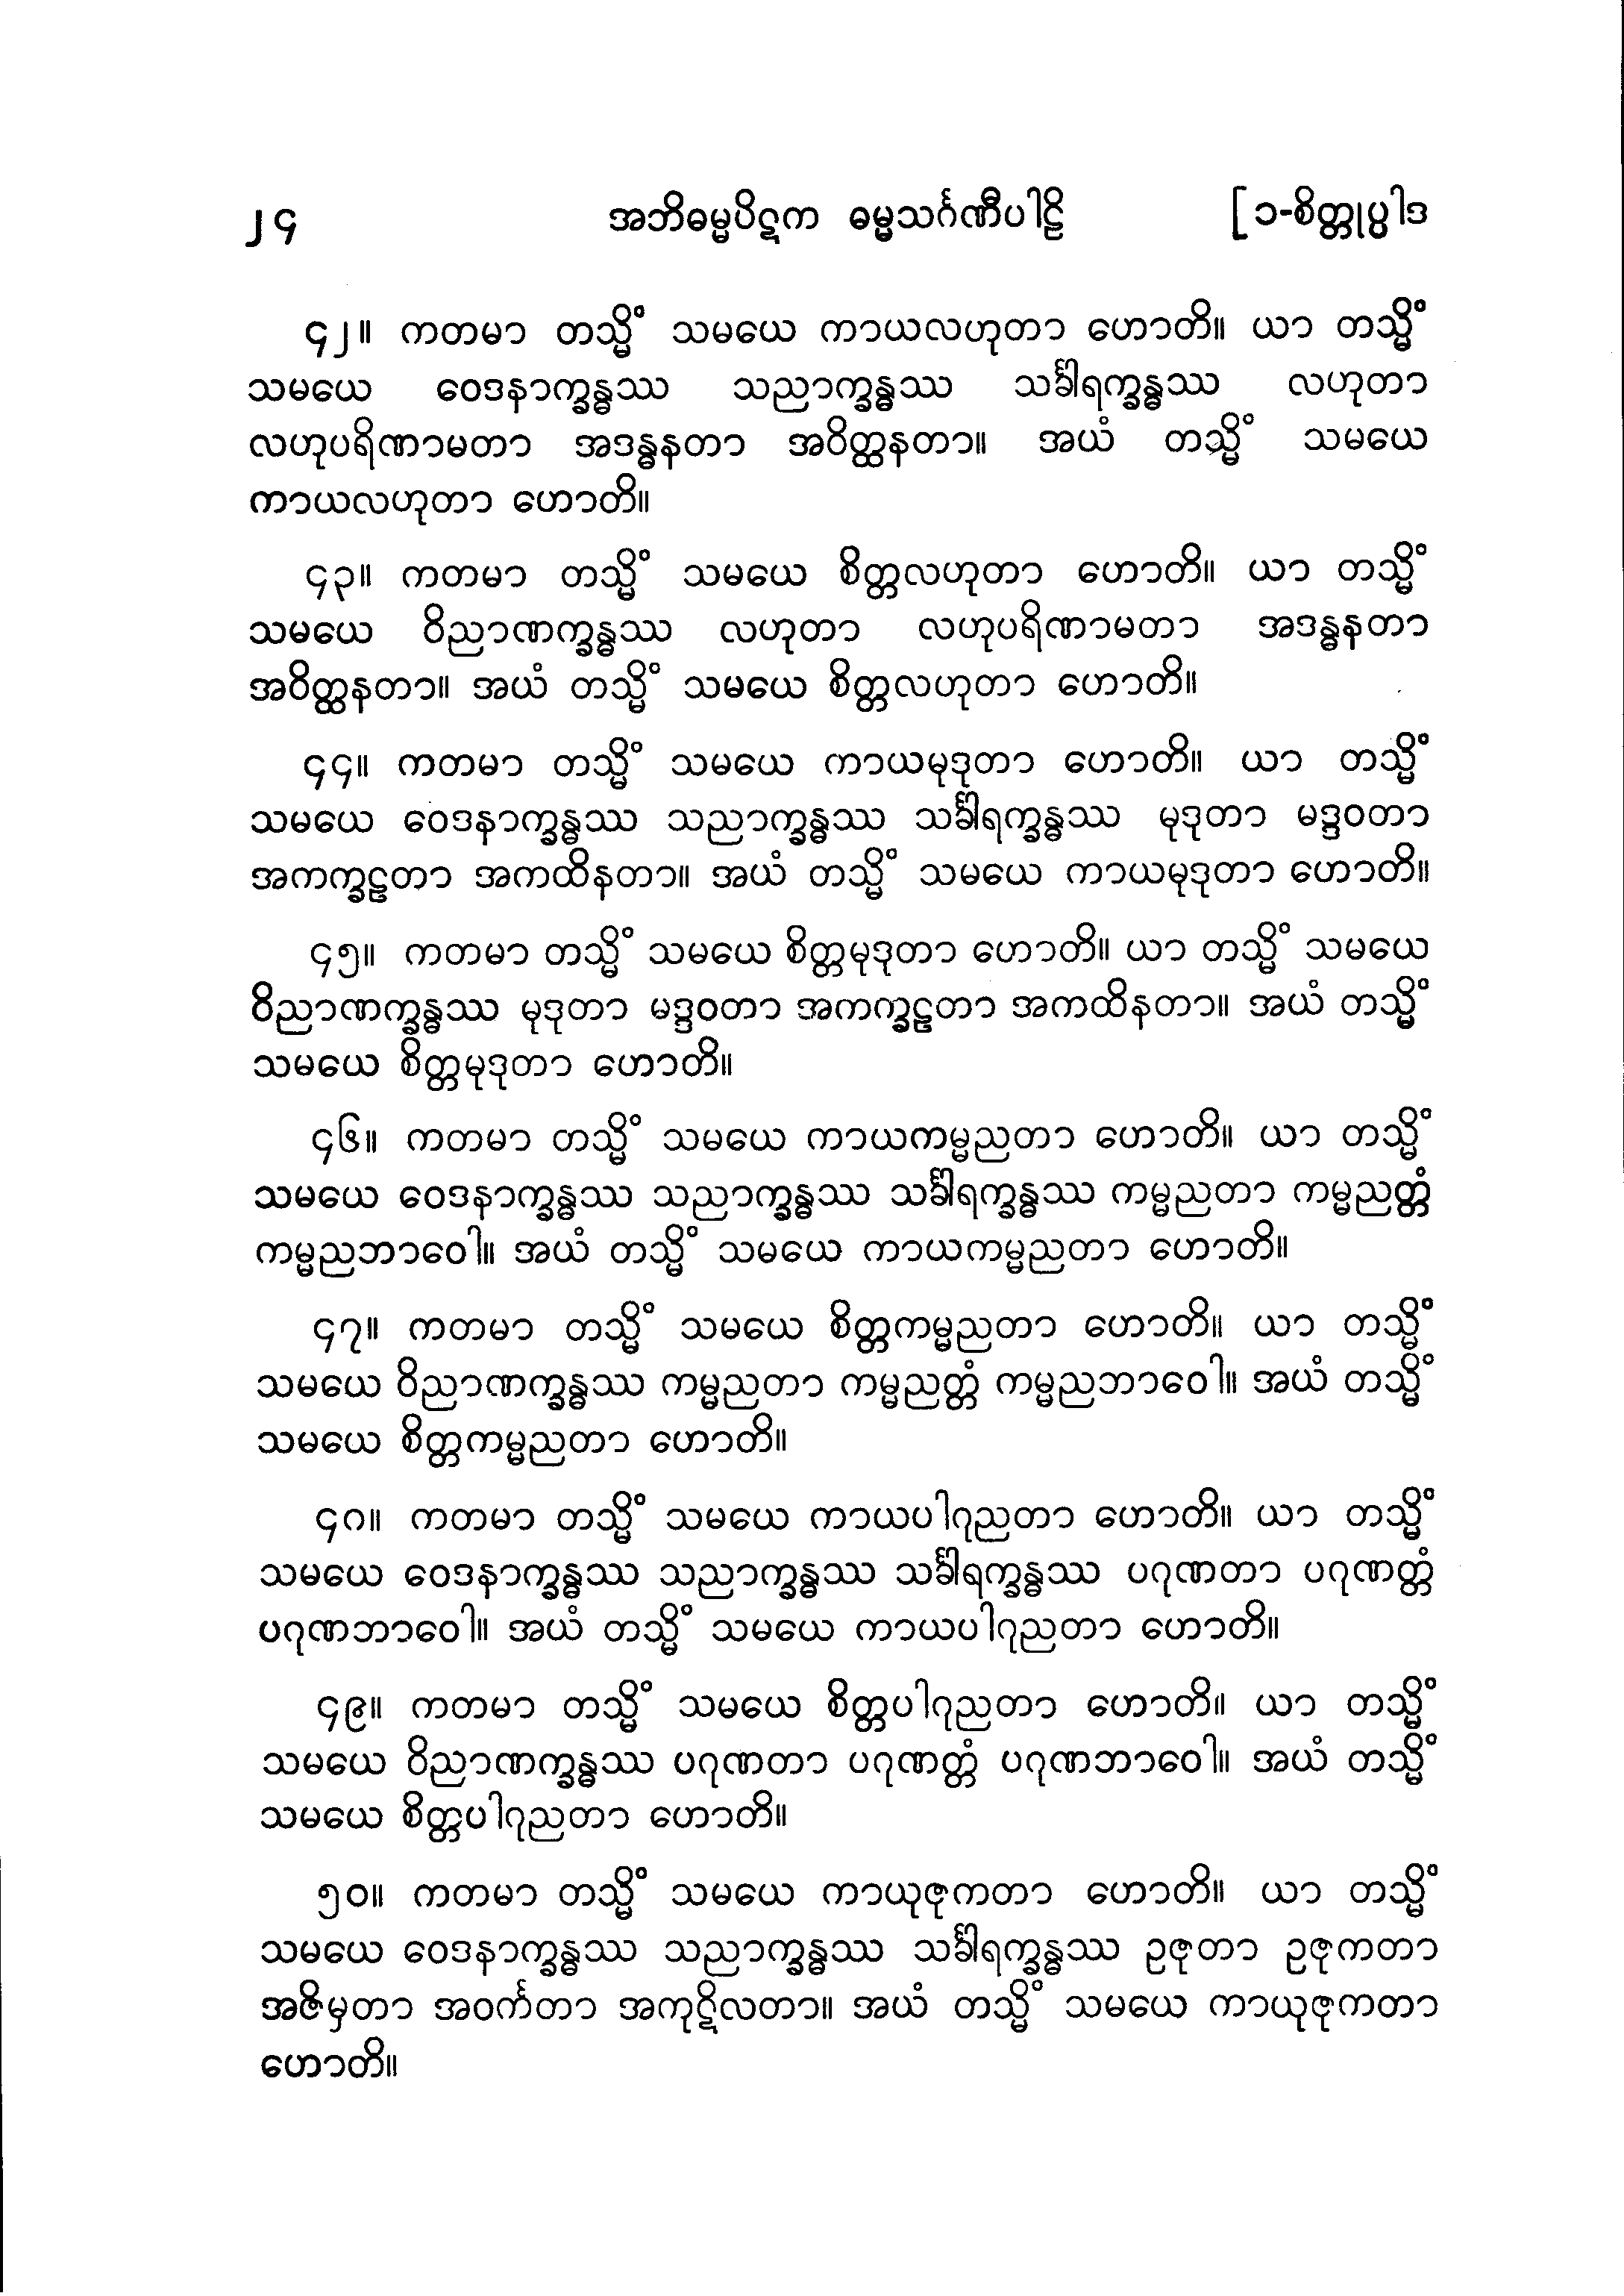 ၂၄ အဘိဓမ္မပိဋက ဓမ္မသင်္ဂဏီပါဠိ [ ၁-စိတ္တုပ္ပါဒ
၄၂။ ကတမာ တသ္မိံ သမယေ ကာယလဟုတာ ဟောတိ။ ယာ တသ္မိံ
သမယေ ဝေဒနာက္ခန္ဓဿ သညာက္ခန္ဓဿ သင်္ခါရက္ခန္ဓဿ လဟုတာ
လဟုပရိဏာမတာ အဒန္ဓနတာ အဝိတ္ထနတာ။ အယံ တသ္မိံ သမယေ
ကာယလဟုတာ ဟောတိ။
၄၃။ ကတမာ တသ္မိံ သမယေ စိတ္တလဟုတာ ဟောတိ။ ယာ တသ္မိံ
သမယေ ဝိညာဏက္ခန္ဓဿ လဟုတာ လဟုပရိဏာမတာ အဒန္ဓနတာ
အဝိတ္ထနတာ။ အယံ တသ္မိံ သမယေ စိတ္တလဟုတာ ဟောတိ။
၄၄။ ကတမာ တသ္မိံ သမယေ ကာယမုဒုတာ ဟောတိ။ ယာ တသ္မိံ
သမယေ ဝေဒနာက္ခန္ဓဿ သညာက္ခန္ဓဿ သင်္ခါရက္ခန္ဓဿ မုဒုတာ မဒ္ဒဝတာ
အကက္ခဠတာ အကထိနတာ။ အယံ တသ္မိံ သမယေ ကာယမုဒုတာ ဟောတိ။
၄၅။ ကတမာ တသ္မိံ သမယေ စိတ္တမုဒုတာ ဟောတိ။ ယာ တသ္မိံ သမယေ
ဝိညာဏက္ခန္ဓဿ မုဒုတာ မဒ္ဒဝတာ အကက္ခဠတာ အကထိနတာ။ အယံ တသ္မိံ
သမယေ စိတ္တမုဒုတာ ဟောတိ။
၄၆။ ကတမာ တသ္မိံ သမယေ ကာယကမ္မညတာ ဟောတိ။ ယာ တသ္မိံ
သမယေ ဝေဒနာက္ခန္ဓဿ သညာက္ခန္ဓဿ သင်္ခါရက္ခန္ဓဿ ကမ္မညတာ ကမ္မညတ္တံ
ကမ္မညဘာဝေါ။ အယံ တသ္မိံ သမယေ ကာယကမ္မညတာ ဟောတိ။
၄၇။ ကတမာ တသ္မိံ သမယေ စိတ္တကမ္မညတာ ဟောတိ။ ယာ တသ္မိံ
သမယေ ဝိညာဏက္ခန္ဓဿ ကမ္မညတာ ကမ္မညတ္တံ ကမ္မညဘာဝေါ။ အယံ တသ္မိံ
သမယေ စိတ္တကမ္မညတာ ဟောတိ။
၄၈။ ကတမာ တသ္မိံ သမယေ ကာယပါဂုညတာ ဟောတိ။ ယာ တသ္မိံ
သမယေ ဝေဒနာက္ခန္ဓဿ သညာက္ခန္ဓဿ သင်္ခါရက္ခန္ဓဿ ပဂုဏတာ ပဂုဏတ္တံ
ပဂုဏဘာဝေါ။ အယံ တသ္မိံ သမယေ ကာယပါဂုညတာ ဟောတိ။
၄၉။ ကတမာ တသ္မိံ သမယေ စိတ္တပါဂုညတာ ဟောတိ။ ယာ တသ္မိံ
သမယေ ဝိညာဏက္ခန္ဓဿ ပဂုဏတာ ပဂုဏတ္တံ ပဂုဏဘာဝေါ။ အယံ တသ္မိံ
သမယေ စိတ္တပါဂုညတာ ဟောတိ။
၅၀။ ကတမာ တသ္မိံ သမယေ ကာယုဇုကတာ ဟောတိ။ ယာ တသ္မိံ
သမယေ ဝေဒနာက္ခန္ဓဿ သညာက္ခန္ဓဿ သင်္ခါရက္ခန္ဓဿ ဥဇုတာ ဥဇုကတာ
အဇိမှတာ အဝင်္ကတာ အကုဋိလတာ။ အယံ တသ္မိံ သမယေ ကာယုဇုကတာ
ဟောတိ။